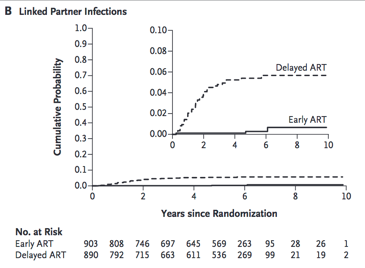 B Linked Partner Infections
1.0
0.9
0.8
0.7
0.6
0.5
0.4
0.3
0.2
0.1
0.0
Cumulative Probability
0.10
0.08
0.06
0.04
0.02
0.00
Delayed ART
Early ART
0 2 4 6 8 10
0 2 4 6 8 10
Years since Randomization
No. at Risk
Early ART 903 808 746 697 645 569 263 95 28 26 1
Delayed ART 890 792 715 663 611 536 269 99 21 19 2